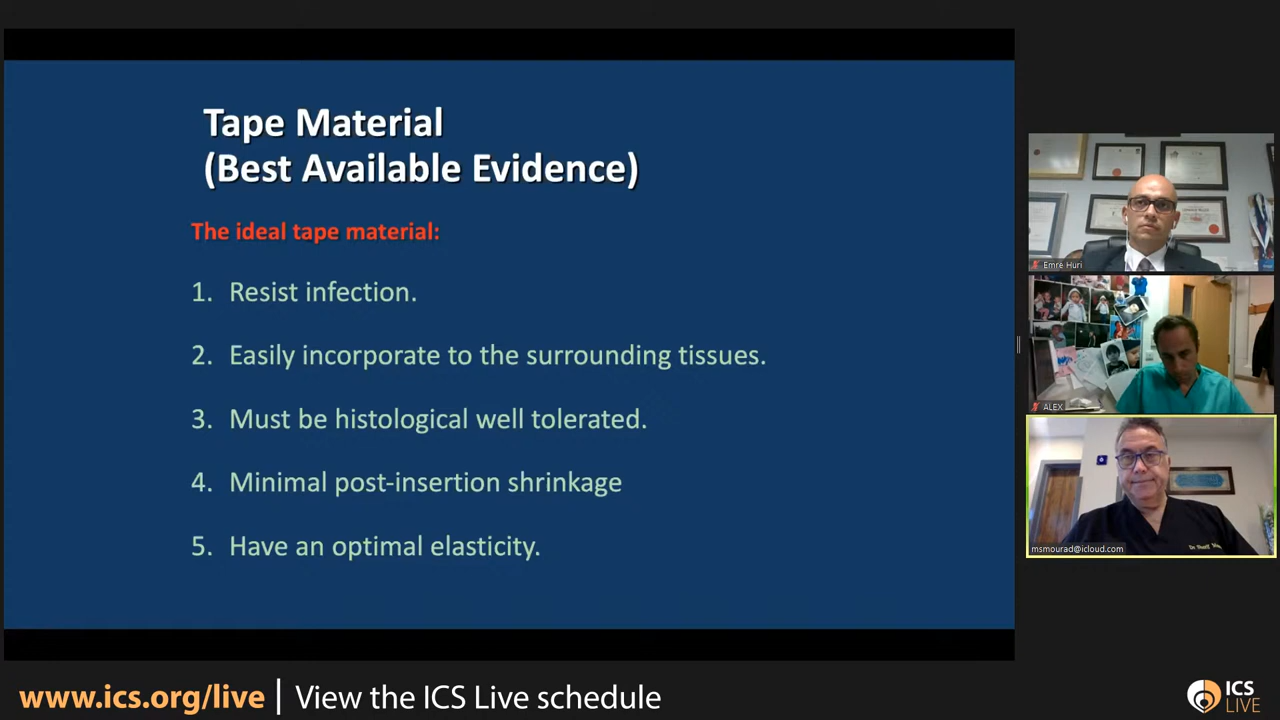 Tape Material
(Best Available Evidence)
The ideal tape material:
1. Resist infection.
2. Easily incorporate to the surrounding tissues.
3. Must be histological well tolerated.
4. Minimal post-insertion shrinkage
5. Have an optimal elasticity.
Emre Huri
ALEX
msmourad@icloud.com
www.ics.org/live | View the ICS Live schedule
ICS
LIVE